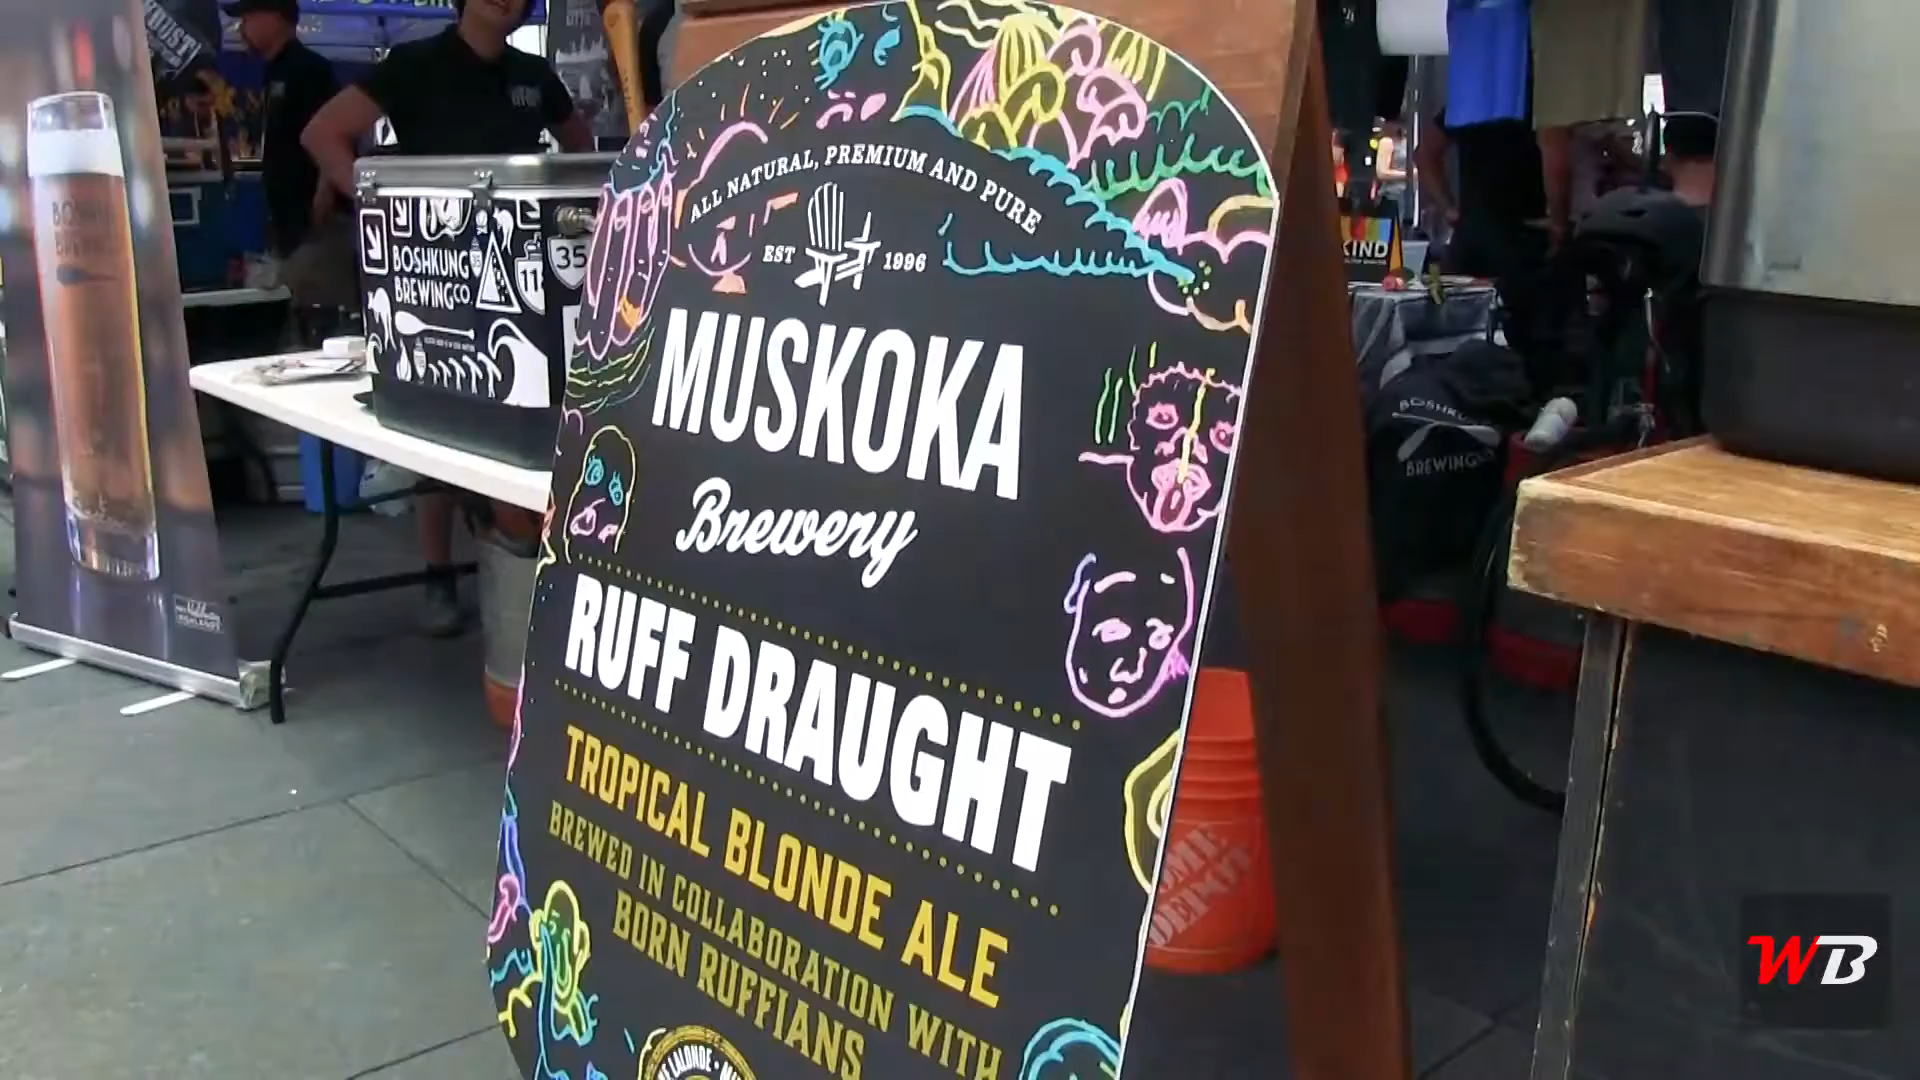 ALL NATURAL, PREMIUM AND PURE
EST 1996
MUSKOKA
Brewery
RUFF DRAUGHT
TROPICAL BLONDE ALE
BREWED IN COLLABORATION WITH
BORN RUFFIANS
BOSHKUNG
BREWING CO.
35
KIND
BREWING
WB